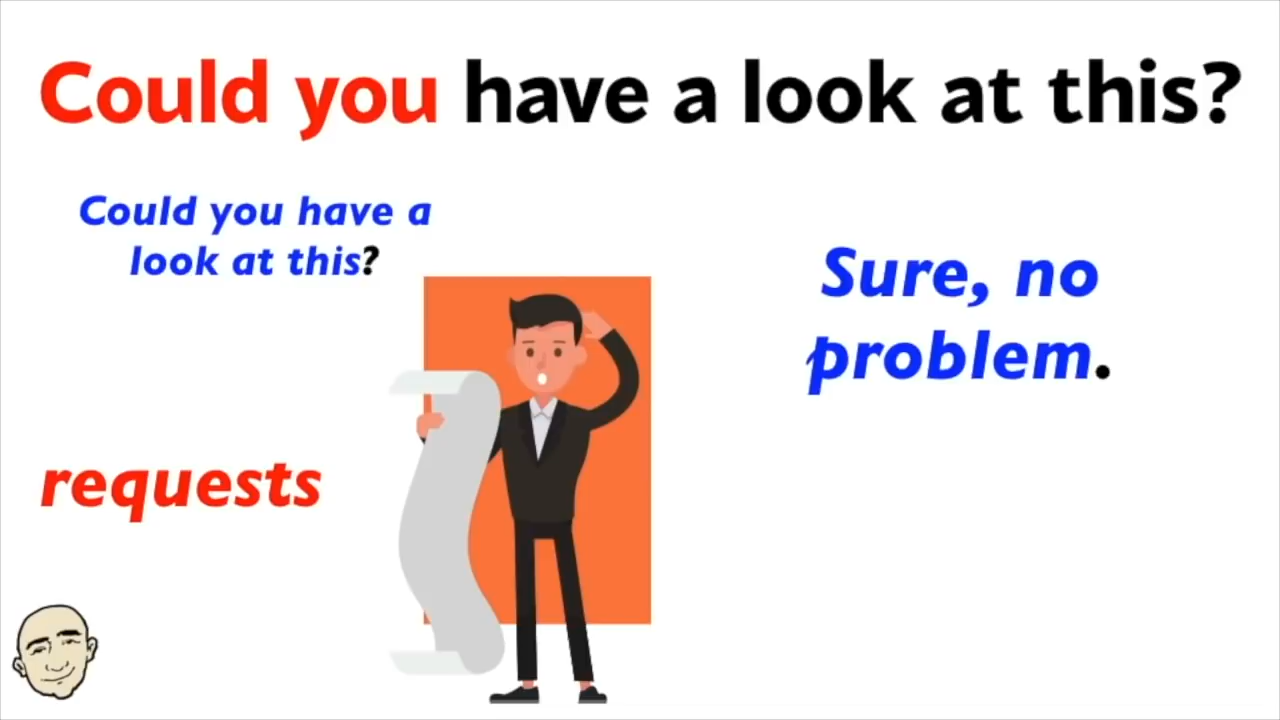 Could you have a look at this?
Could you have a
look at this?
Sure, no
problem.
requests